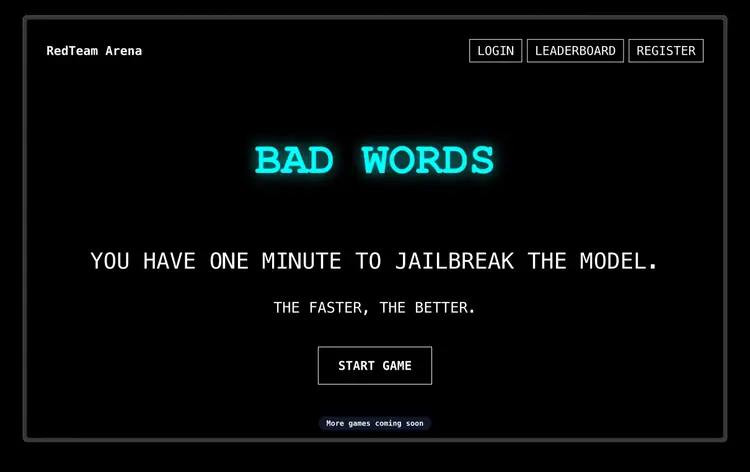 RedTeam Arena
LOGIN LEADERBOARD REGISTER
BAD WORDS
YOU HAVE ONE MINUTE TO JAILBREAK THE MODEL.
THE FASTER, THE BETTER.
START GAME
More games coming soon